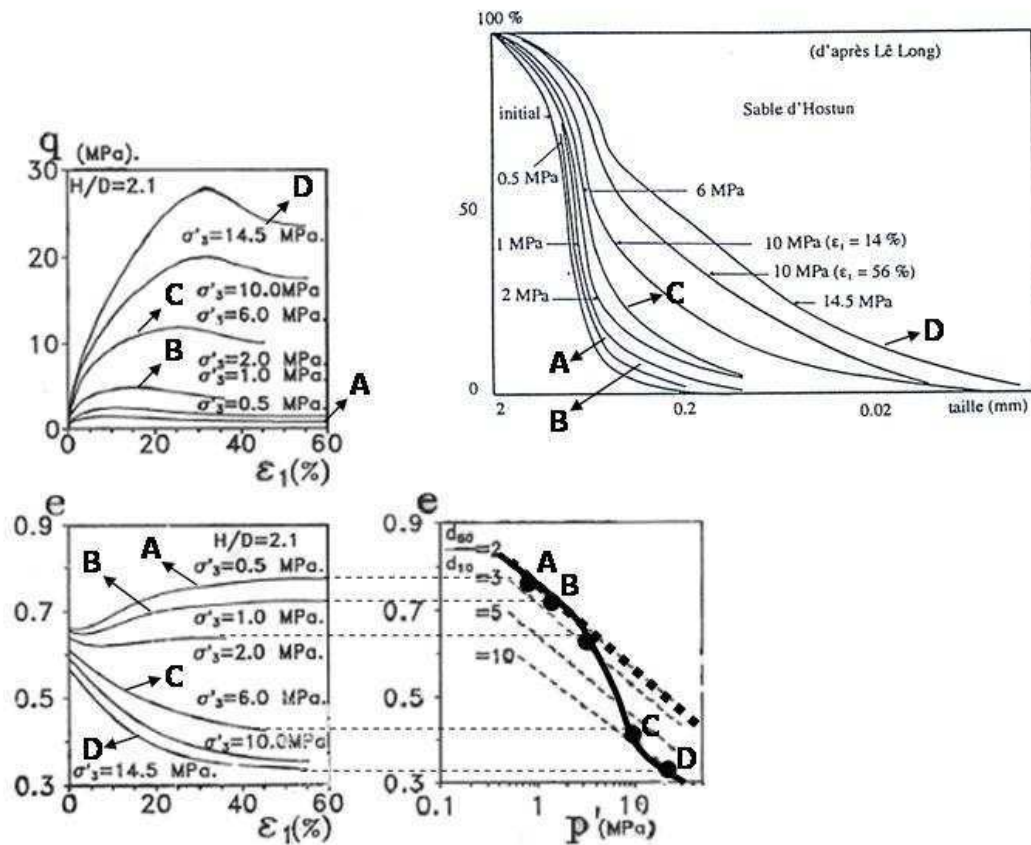 q (MPa).
30
H/D=2.1
D
σ'₃=14.5 MPa.
20
C
σ'₃=10.0MPa
σ'₃=6.0 MPa.
B
10
σ'₃=2.0 MPa.
σ'₃=1.0 MPa.
A
σ'₃=0.5 MPa.
0
0 20 40 60
ε₁(%)
100 %
(d'après Lê Long)
Sable d'Hostun
initial
0.5 MPa
6 MPa
50
1 MPa
10 MPa (ε₁ = 14 %)
10 MPa (ε₁ = 56 %)
2 MPa
C
14.5 MPa
D
A
B
0
2 0.2 0.02 taille (mm)
e
0.9
H/D=2.1
A
B
σ'₃=0.5 MPa.
0.7
σ'₃=1.0 MPa.
σ'₃=2.0 MPa.
C
0.5
σ'₃=6.0 MPa.
D
σ'₃=10.0MPa
σ'₃=14.5 MPa.
0.3
0 20 40 60
ε₁(%)
e
0.9
d₆₀
=2
d₁₀
A
=3
B
0.7
=5
=10
0.5
C
D
0.3
0.1 1 10 100
p'(MPa)